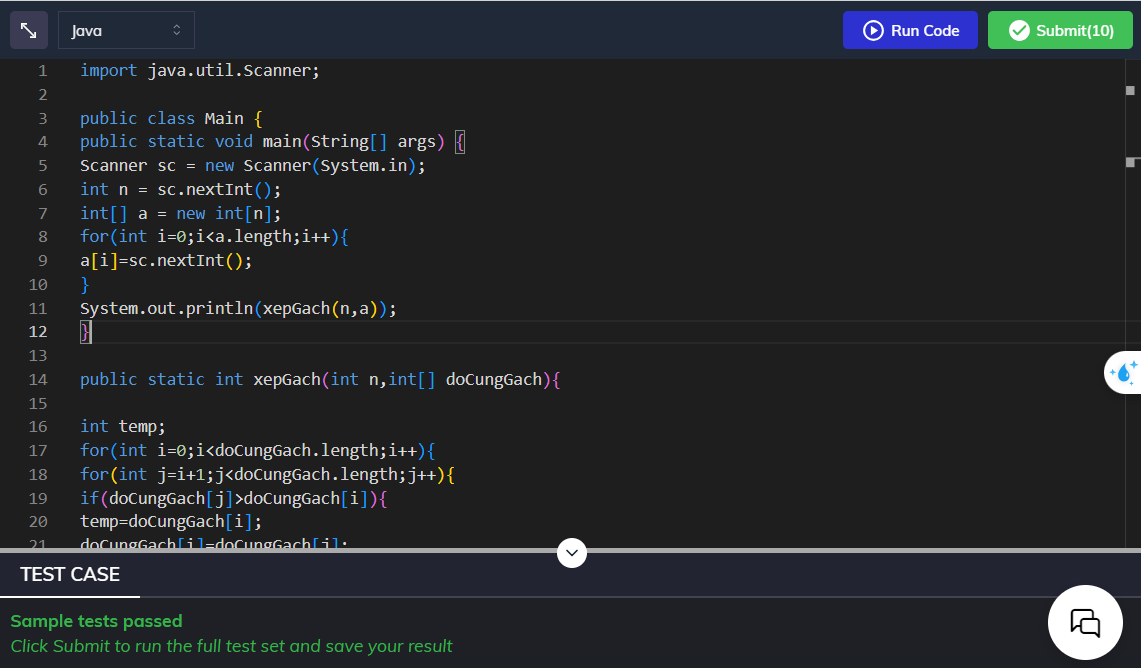 Java
Run Code
Submit(10)
1 import java.util.Scanner;
2
3 public class Main {
4 public static void main(String[] args) {
5 Scanner sc = new Scanner(System.in);
6 int n = sc.nextInt();
7 int[] a = new int[n];
8 for(int i=0;i<a.length;i++){
9 a[i]=sc.nextInt();
10 }
11 System.out.println(xepGach(n,a));
12 }
13
14 public static int xepGach(int n,int[] doCungGach){
15
16 int temp;
17 for(int i=0;i<doCungGach.length;i++){
18 for(int j=i+1;j<doCungGach.length;j++){
19 if(doCungGach[j]>doCungGach[i]){
20 temp=doCungGach[i];
21 doCungGach[i]=doCungGach[j];
TEST CASE
Sample tests passed
Click Submit to run the full test set and save your result